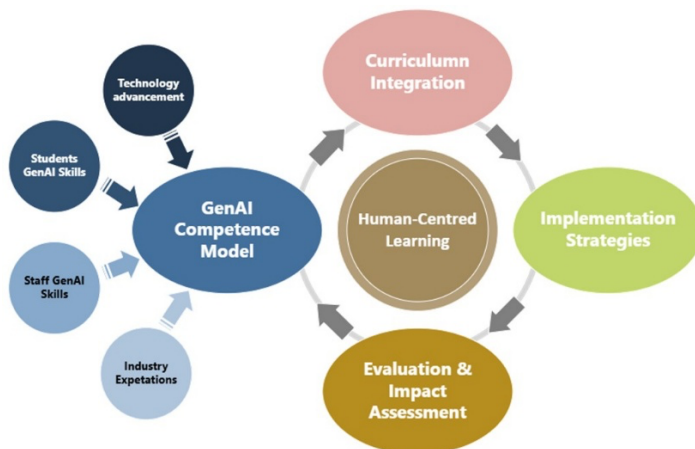 Technology
advancement
Students
GenAI Skills
Staff GenAI
Skills
Industry
Expetations
GenAI
Competence
Model
Curriculumn
Integration
Implementation
Strategies
Evaluation &
Impact
Assessment
Human-Centred
Learning